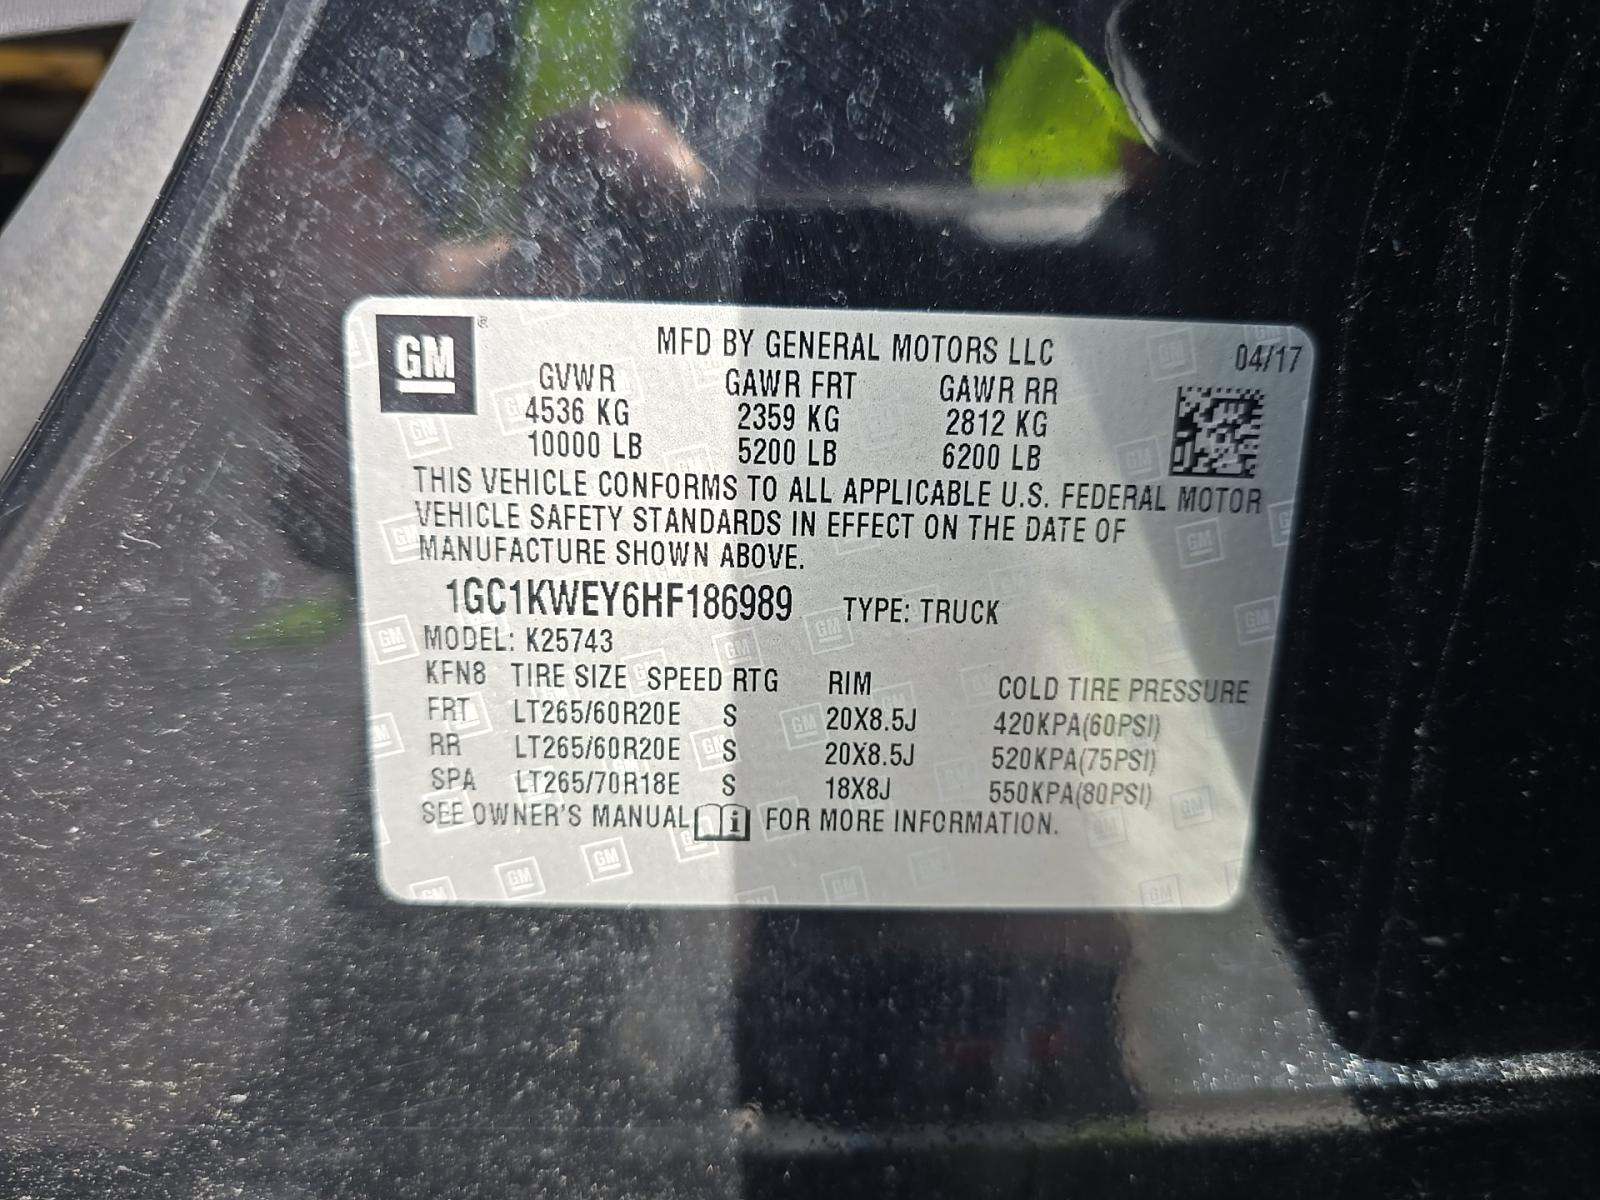 GM ®
MFD BY GENERAL MOTORS LLC 04/17
GVWR GAWR FRT GAWR RR
4536 KG 2359 KG 2812 KG
10000 LB 5200 LB 6200 LB
THIS VEHICLE CONFORMS TO ALL APPLICABLE U.S. FEDERAL MOTOR
VEHICLE SAFETY STANDARDS IN EFFECT ON THE DATE OF
MANUFACTURE SHOWN ABOVE.
1GC1KWEY6HF186989 TYPE: TRUCK
MODEL: K25743
KFN8 TIRE SIZE SPEED RTG RIM COLD TIRE PRESSURE
FRT LT265/60R20E S 20X8.5J 420KPA(60PSI)
RR LT265/60R20E S 20X8.5J 520KPA(75PSI)
SPA LT265/70R18E S 18X8J 550KPA(80PSI)
SEE OWNER'S MANUAL i FOR MORE INFORMATION.